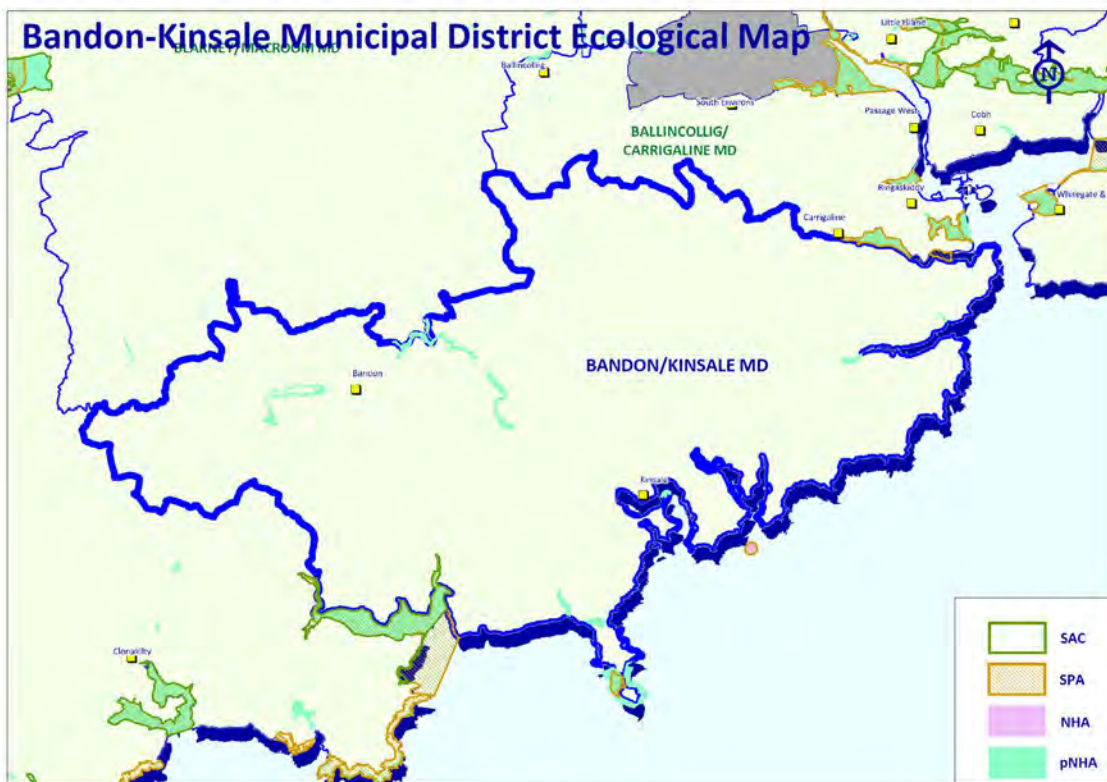 Bandon-Kinsale Municipal District Ecological Map
BLARNEY/MACROOM MD
Little Island
Ballincollig
N
South Environs
Passage West
Cobh
BALLINCOLLIG/
CARRIGALINE MD
Ringaskiddy
Whitegate &
Carrigaline
BANDON/KINSALE MD
Bandon
Kinsale
Clonakilty
SAC
SPA
NHA
pNHA